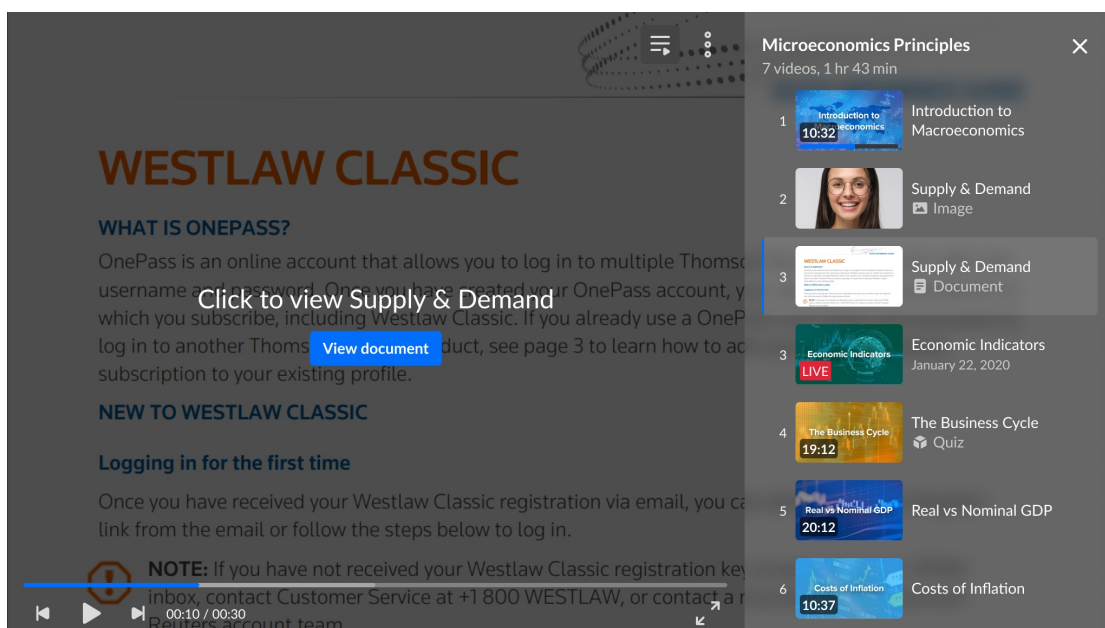 WESTLAW CLASSIC
WHAT IS ONEPASS?
OnePass is an online account that allows you to log in to multiple Thomso
username and password. Once you have created your OnePass account, y
which you subscribe, including Westlaw Classic. If you already use a OneP
log in to another Thoms duct, see page 3 to learn how to ad
subscription to your existing profile.
Click to view Supply & Demand
View document
NEW TO WESTLAW CLASSIC
Logging in for the first time
Once you have received your Westlaw Classic registration via email, you ca
link from the email or follow the steps below to log in.
NOTE: If you have not received your Westlaw Classic registration key
inbox, contact Customer Service at +1 800 WESTLAW, or contact a
Reuters account team
00:10 / 00:30
Microeconomics Principles
7 videos, 1 hr 43 min
1
Introduction to
10:32
Introduction to
Macroeconomics
2
Supply & Demand
Image
3
WESTLAW CLASSIC
Supply & Demand
Document
3
Economic Indicators
LIVE
Economic Indicators
January 22, 2020
4
The Business Cycle
19:12
The Business Cycle
Quiz
5
Real vs Nominal GDP
20:12
Real vs Nominal GDP
6
Costs of Inflation
10:37
Costs of Inflation